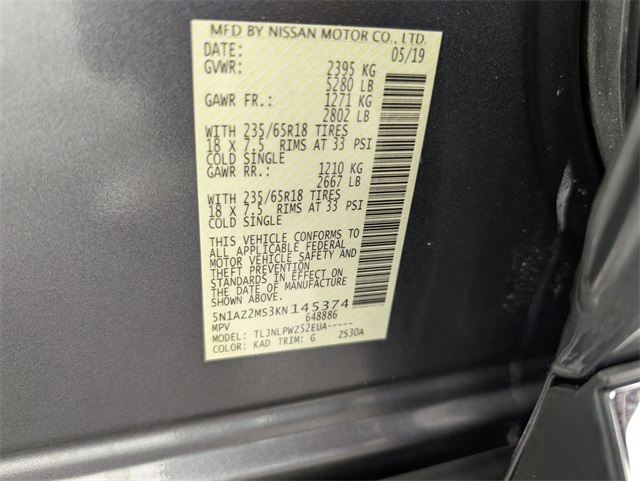 MFD BY NISSAN MOTOR CO., LTD.
DATE: 05/19
GVWR: 2395 KG
5280 LB
GAWR FR.: 1271 KG
2802 LB
WITH 235/65R18 TIRES
18 X 7.5 RIMS AT 33 PSI
COLD SINGLE
GAWR RR.: 1210 KG
2667 LB
WITH 235/65R18 TIRES
18 X 7.5 RIMS AT 33 PSI
COLD SINGLE
THIS VEHICLE CONFORMS TO
ALL APPLICABLE FEDERAL
MOTOR VEHICLE SAFETY AND
THEFT PREVENTION
STANDARDS IN EFFECT ON
THE DATE OF MANUFACTURE
SHOWN ABOVE.
5N1AZ2MS3KN145374
MPV 648886
MODEL: TLJNLPWZ52EUA-----
COLOR: KAD TRIM: G ZS30A